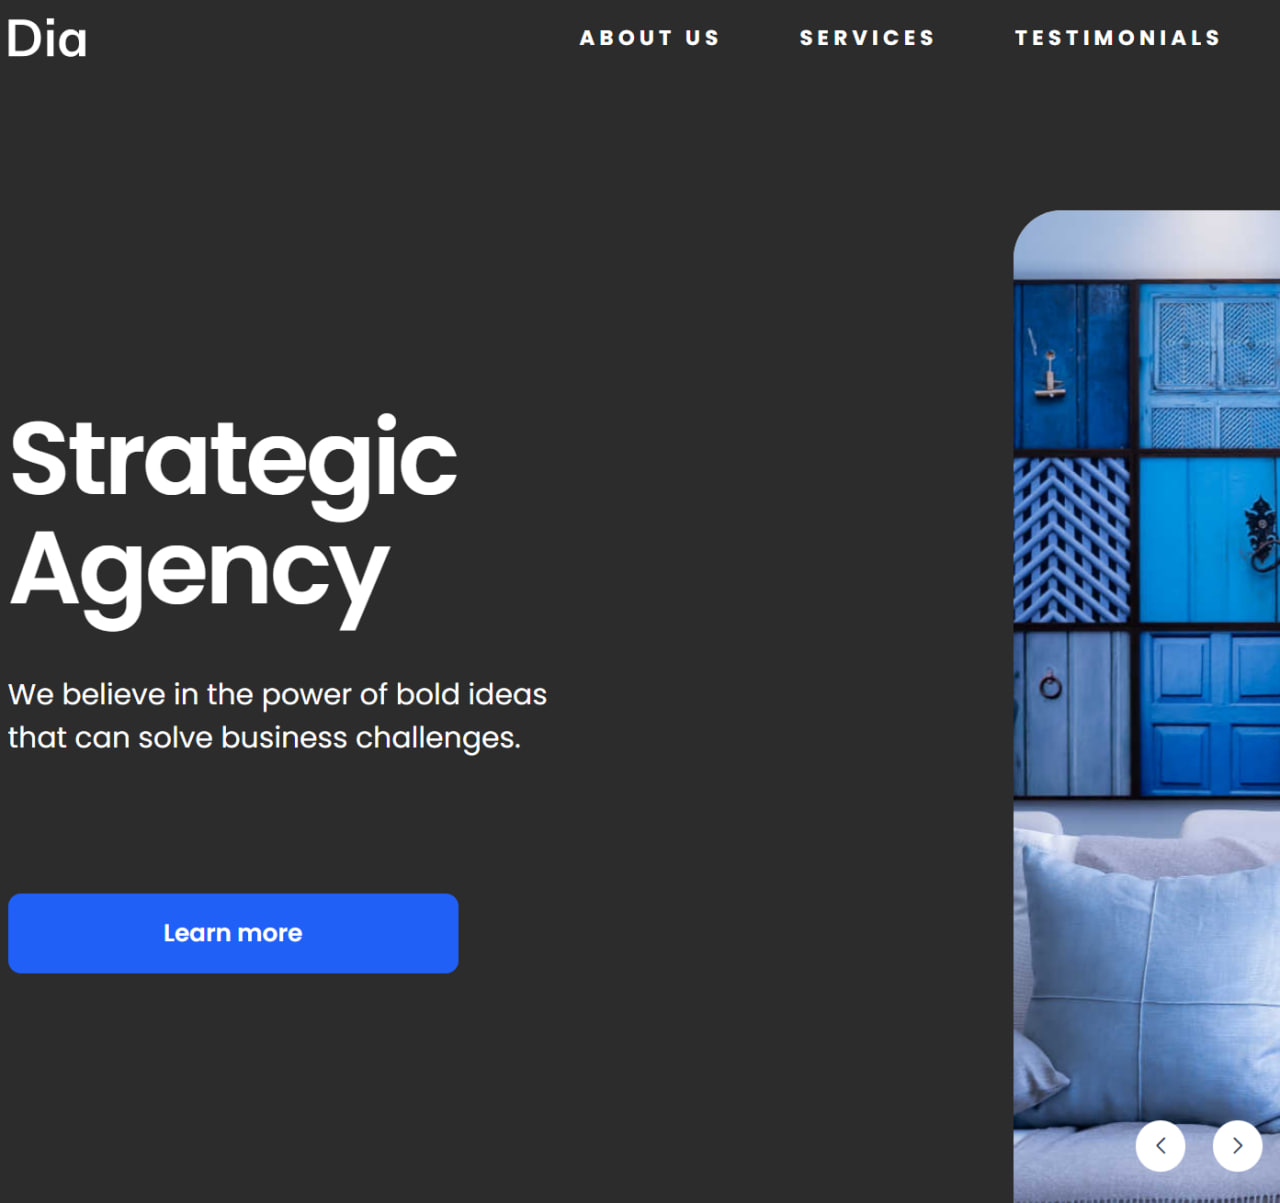 Dia
ABOUT US
SERVICES
TESTIMONIALS
Strategic
Agency
We believe in the power of bold ideas
that can solve business challenges.
Learn more